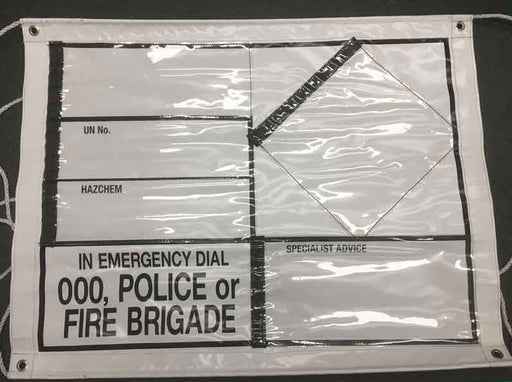 UN No.
HAZCHEM
IN EMERGENCY DIAL
000, POLICE or
FIRE BRIGADE
SPECIALIST ADVICE